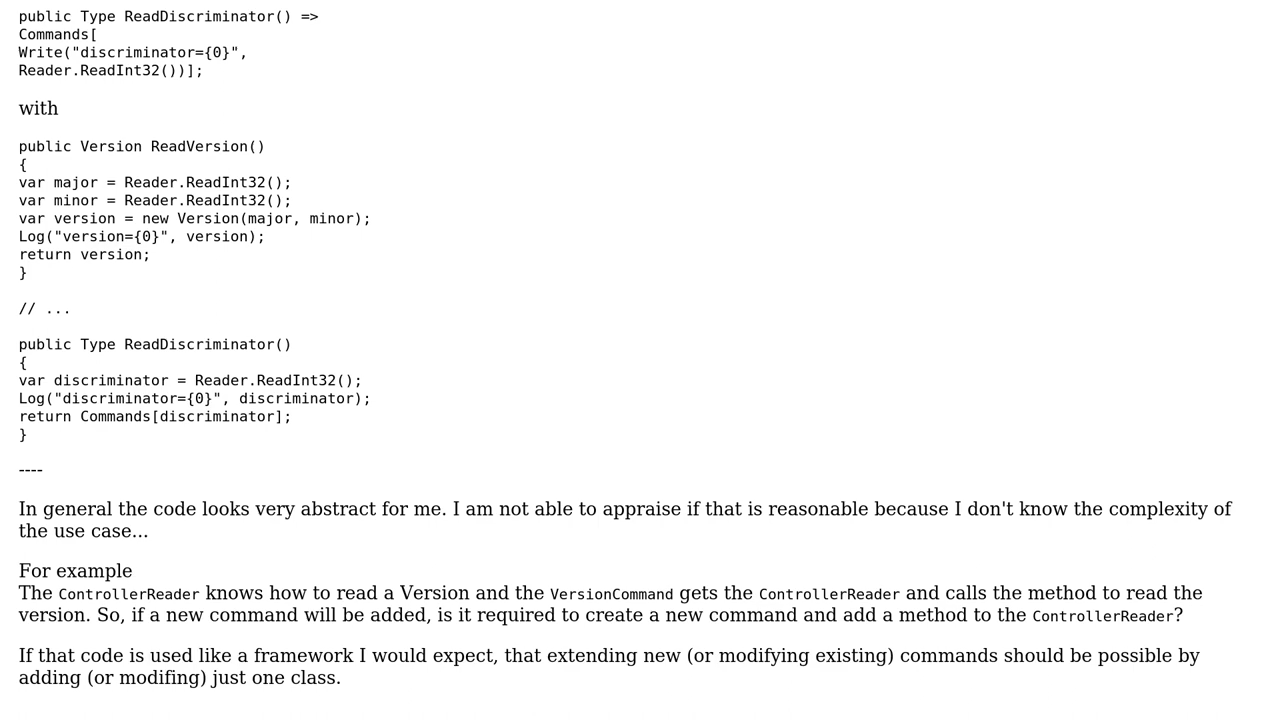 public Type ReadDiscriminator() =>
Commands[
Write("discriminator={0}",
Reader.ReadInt32())];
with
public Version ReadVersion()
{
var major = Reader.ReadInt32();
var minor = Reader.ReadInt32();
var version = new Version(major, minor);
Log("version={0}", version);
return version;
}
// ...
public Type ReadDiscriminator()
{
var discriminator = Reader.ReadInt32();
Log("discriminator={0}", discriminator);
return Commands[discriminator];
}
----
In general the code looks very abstract for me. I am not able to appraise if that is reasonable because I don't know the complexity of
the use case...
For example
The ControllerReader knows how to read a Version and the VersionCommand gets the ControllerReader and calls the method to read the
version. So, if a new command will be added, is it required to create a new command and add a method to the ControllerReader?
If that code is used like a framework I would expect, that extending new (or modifying existing) commands should be possible by
adding (or modifing) just one class.